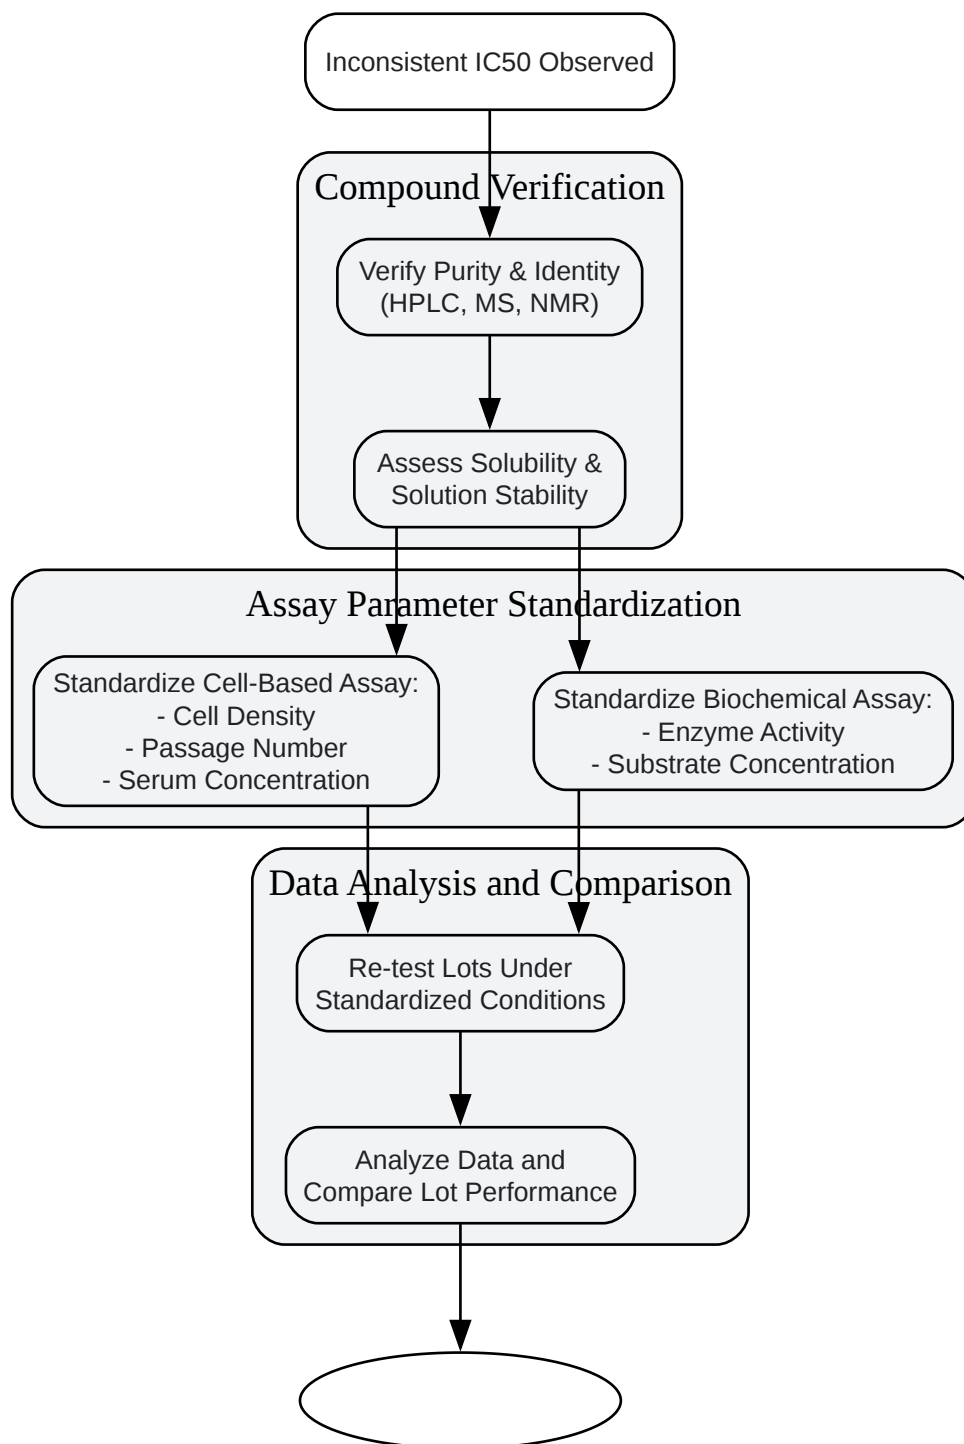 Inconsistent IC50 Observed
Compound Verification
Verify Purity & Identity
(HPLC, MS, NMR)
Assess Solubility &
Solution Stability
Assay Parameter Standardization
Standardize Cell-Based Assay:
- Cell Density
- Passage Number
- Serum Concentration
Standardize Biochemical Assay:
- Enzyme Activity
- Substrate Concentration
Data Analysis and Comparison
Re-test Lots Under
Standardized Conditions
Analyze Data and
Compare Lot Performance